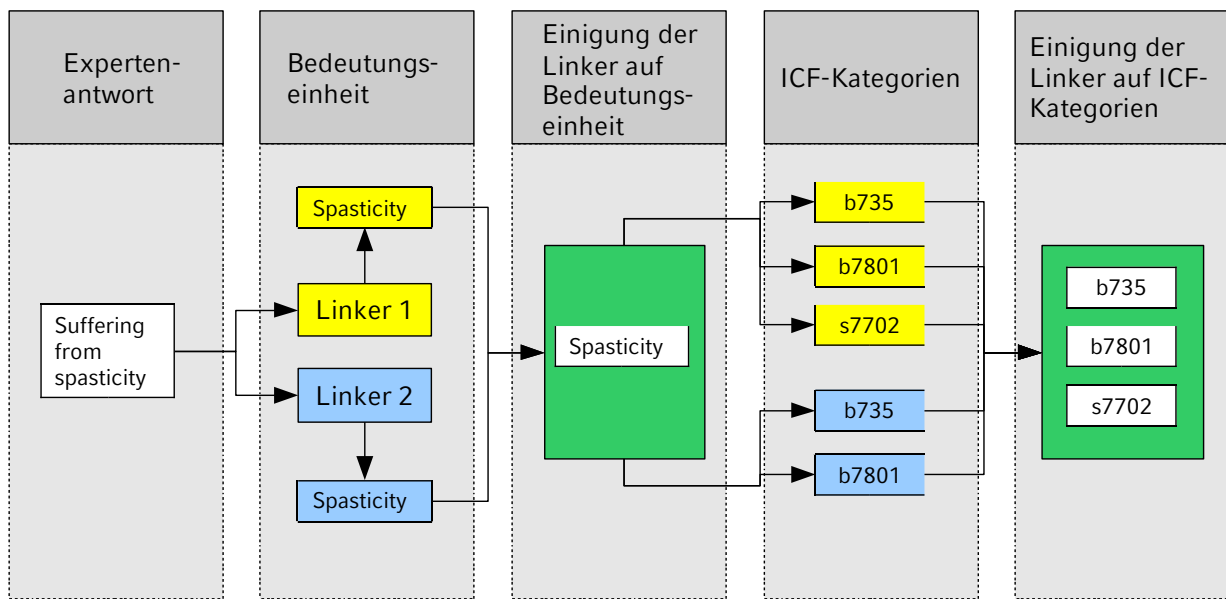 Experten-
antwort
Bedeutungs-
einheit
Einigung der
Linker auf
Bedeutungs-
einheit
ICF-Kategorien
Einigung der
Linker auf ICF-
Kategorien
Suffering
from
spasticity
Spasticity
Linker 1
Linker 2
Spasticity
Spasticity
b735
b7801
s7702
b735
b7801
b735
b7801
s7702